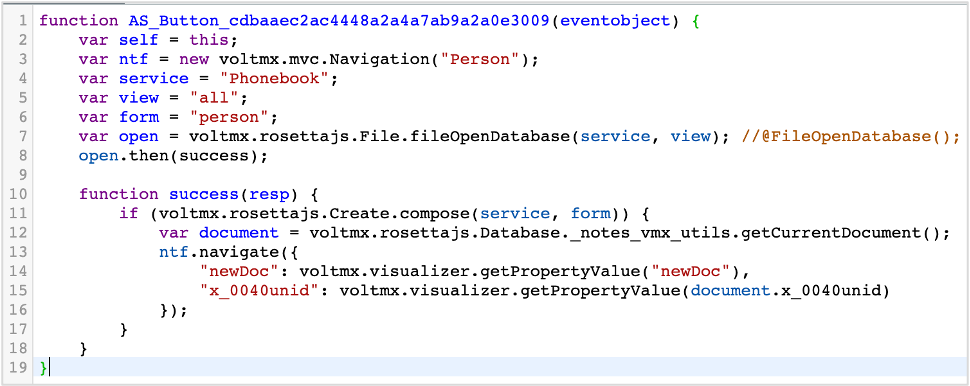 1 function AS_Button_cdbaaec2ac4448a2a4a7ab9a2a0e3009(eventobject) {
2     var self = this;
3     var ntf = new voltmx.mvc.Navigation("Person");
4     var service = "Phonebook";
5     var view = "all";
6     var form = "person";
7     var open = voltmx.rosettajs.File.fileOpenDatabase(service, view); //@FileOpenDatabase();
8     open.then(success);
9
10     function success(resp) {
11         if (voltmx.rosettajs.Create.compose(service, form)) {
12             var document = voltmx.rosettajs.Database._notes_vmx_utils.getCurrentDocument();
13             ntf.navigate({
14                 "newDoc": voltmx.visualizer.getPropertyValue("newDoc"),
15                 "x_0040unid": voltmx.visualizer.getPropertyValue(document.x_0040unid)
16             });
17         }
18     }
19 }